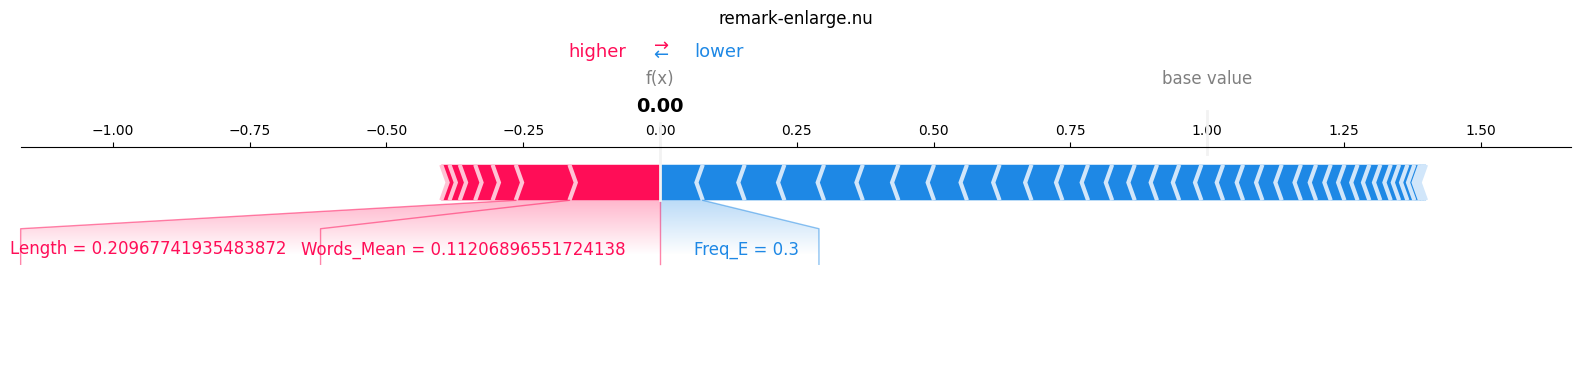 remark-enlarge.nu
higher → ← lower
f(x) base value
0.00
−1.00 −0.75 −0.50 −0.25 0.00 0.25 0.50 0.75 1.00 1.25 1.50
Length = 0.20967741935483872 Words_Mean = 0.11206896551724138 Freq_E = 0.3